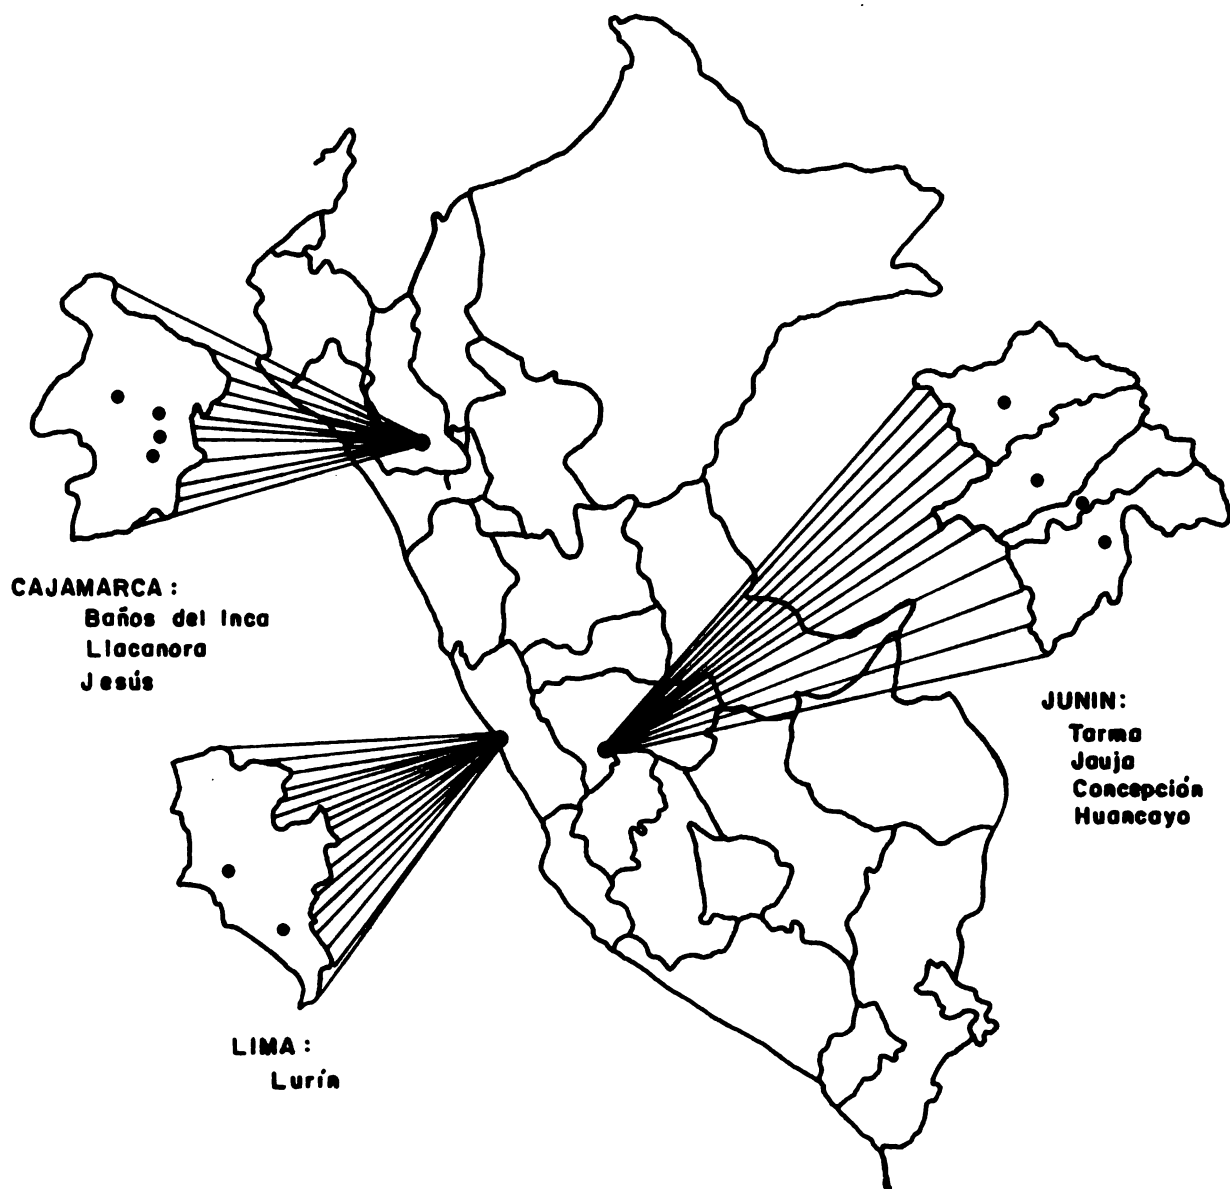 CAJAMARCA :
Baños del Inca
Llacanora
Jesús
JUNIN:
Tarma
Jauja
Concepción
Huancayo
LIMA :
Lurín